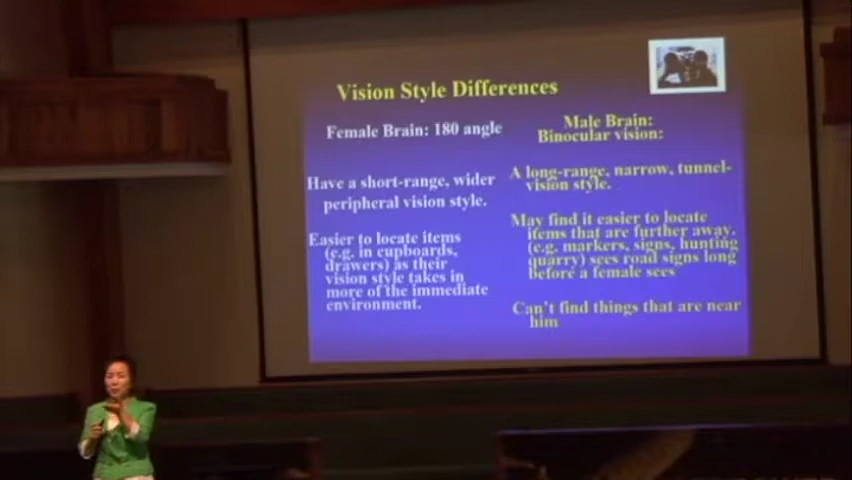 Vision Style Differences
Female Brain: 180 angle
Have a short-range, wider
peripheral vision style.
Easier to locate items
(e.g. in cupboards,
drawers) as their
vision style takes in
more of the immediate
environment.
Male Brain:
Binocular vision:
A long-range, narrow, tunnel-
vision style.
May find it easier to locate
items that are further away.
(e.g. markers, signs, hunting
quarry) sees road signs long
before a female sees
Can't find things that are near
him